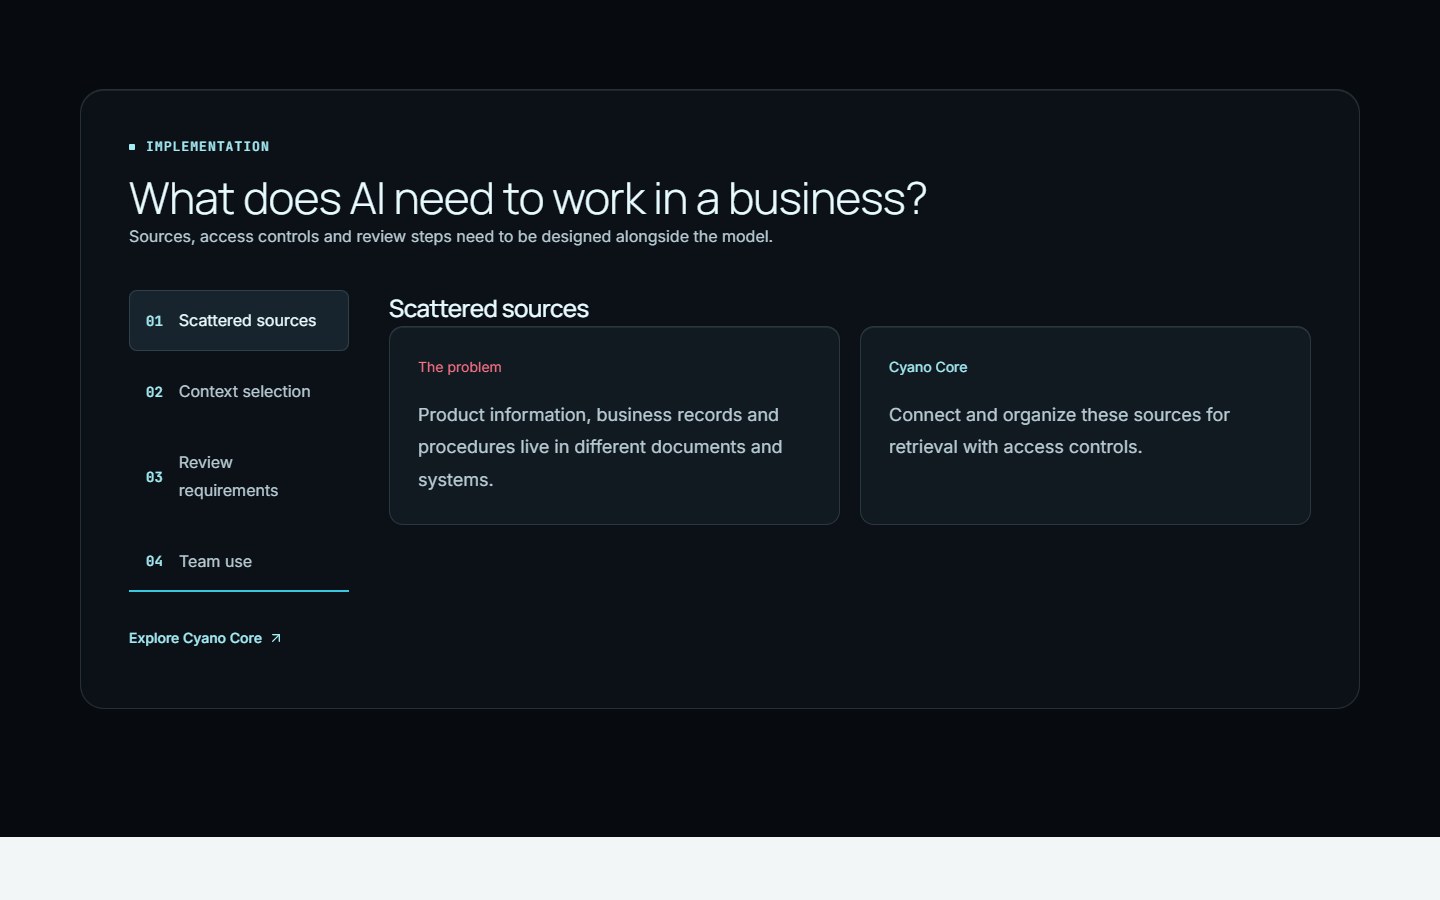 IMPLEMENTATION
What does AI need to work in a business?
Sources, access controls and review steps need to be designed alongside the model.
01 Scattered sources
02 Context selection
03 Review
requirements
04 Team use
Explore Cyano Core
Scattered sources
The problem
Product information, business records and
procedures live in different documents and
systems.
Cyano Core
Connect and organize these sources for
retrieval with access controls.